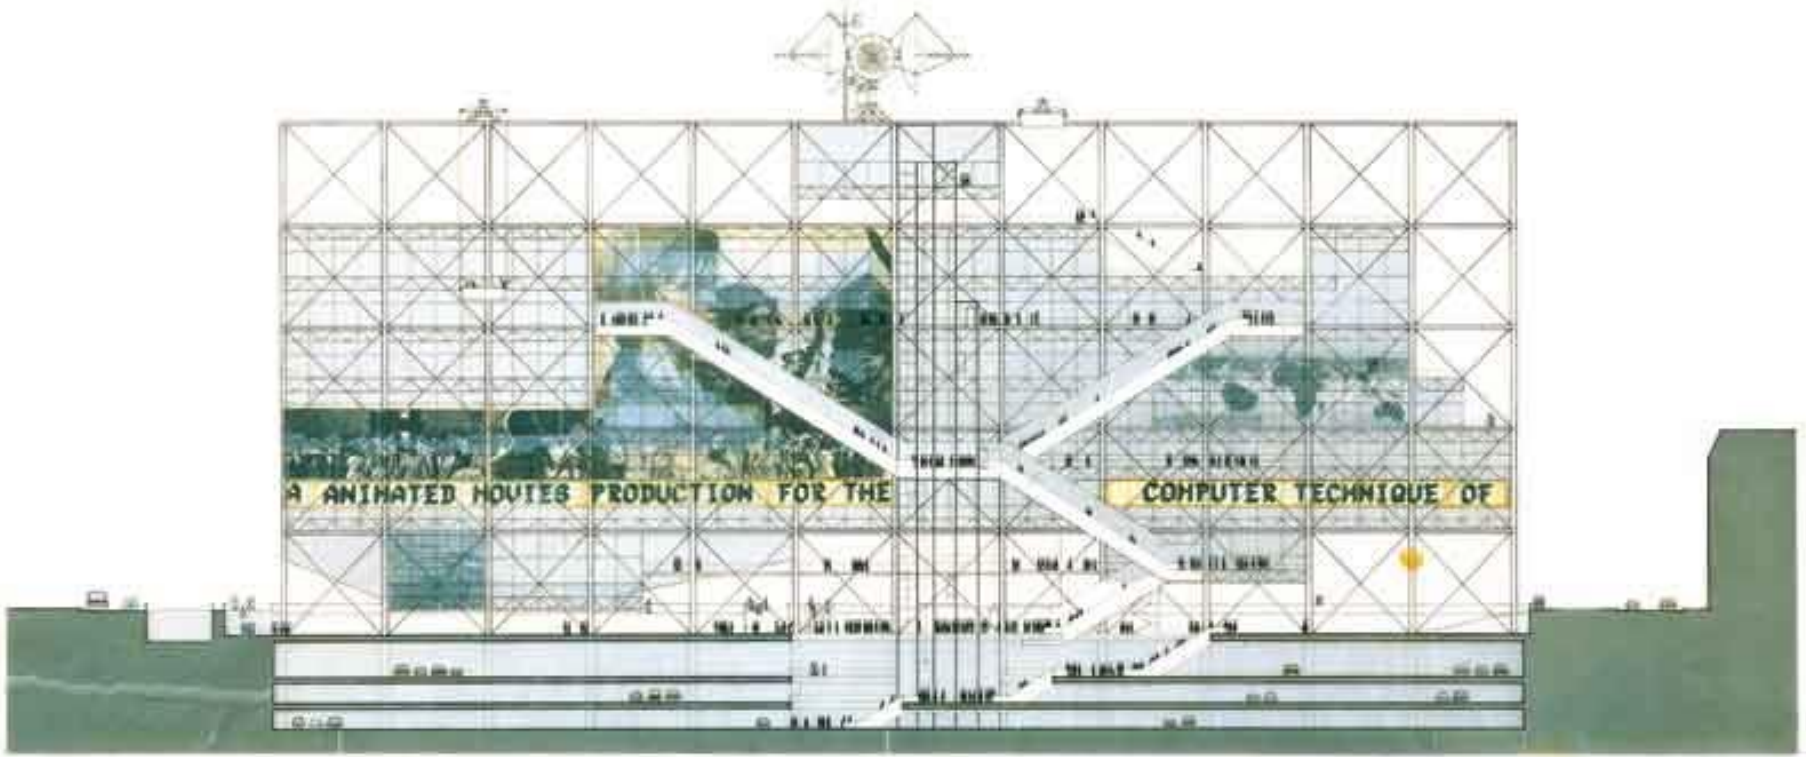 A ANIMATED MOVIES PRODUCTION FOR THE
COMPUTER TECHNIQUE OF